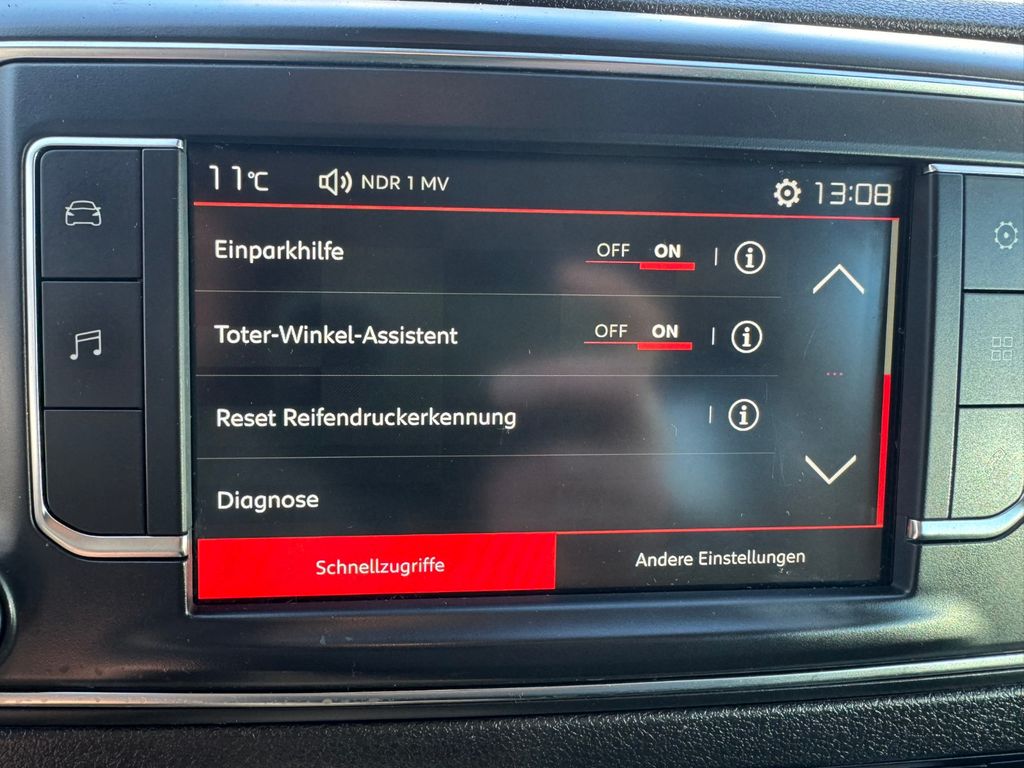 11°C NDR 1 MV 13:08
Einparkhilfe OFF ON
Toter-Winkel-Assistent OFF ON
Reset Reifendruckerkennung
Diagnose
Schnellzugriffe Andere Einstellungen